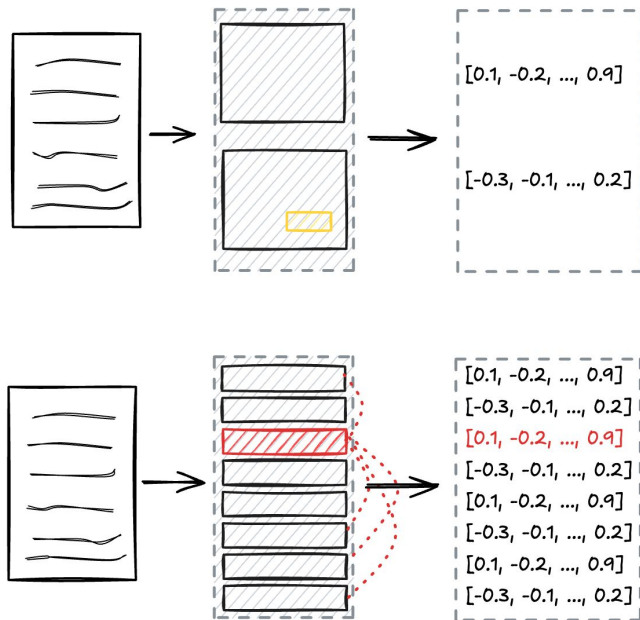 [0.1, -0.2, ..., 0.9]
[-0.3, -0.1, ..., 0.2]
[0.1, -0.2, ..., 0.9]
[-0.3, -0.1, ..., 0.2]
[0.1, -0.2, ..., 0.9]
[-0.3, -0.1, ..., 0.2]
[0.1, -0.2, ..., 0.9]
[-0.3, -0.1, ..., 0.2]
[0.1, -0.2, ..., 0.9]
[-0.3, -0.1, ..., 0.2]